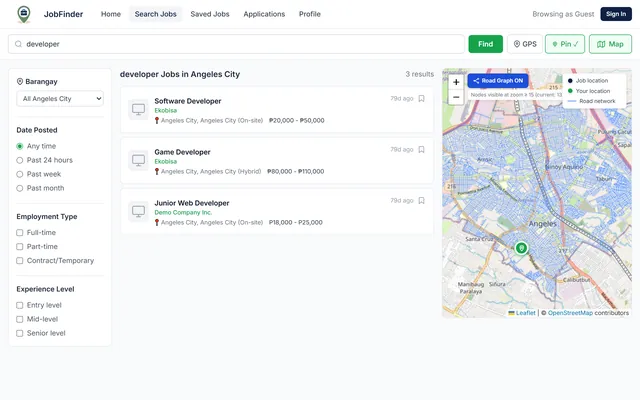 JobFinder
Home
Search Jobs
Saved Jobs
Applications
Profile
Browsing as Guest
Sign In
developer
Find
GPS
Pin ✓
Map
Barangay
All Angeles City
Date Posted
Any time
Past 24 hours
Past week
Past month
Employment Type
Full-time
Part-time
Contract/Temporary
Experience Level
Entry level
Mid-level
Senior level
developer Jobs in Angeles City
3 results
Software Developer
79d ago
Ekobisa
Angeles City, Angeles City (On-site) ₱20,000 - ₱50,000
Game Developer
79d ago
Ekobisa
Angeles City, Angeles City (Hybrid) ₱80,000 - ₱110,000
Junior Web Developer
79d ago
Demo Company Inc.
Angeles City, Angeles City (On-site) ₱18,000 - ₱25,000
+
−
Road Graph ON
Nodes visible at zoom ≥ 15 (current: 13
Job location
Your location
Road network
Angeles
Santa Cruz
Cutcut
Mambaug
Paralaya
Leaflet | © OpenStreetMap contributors